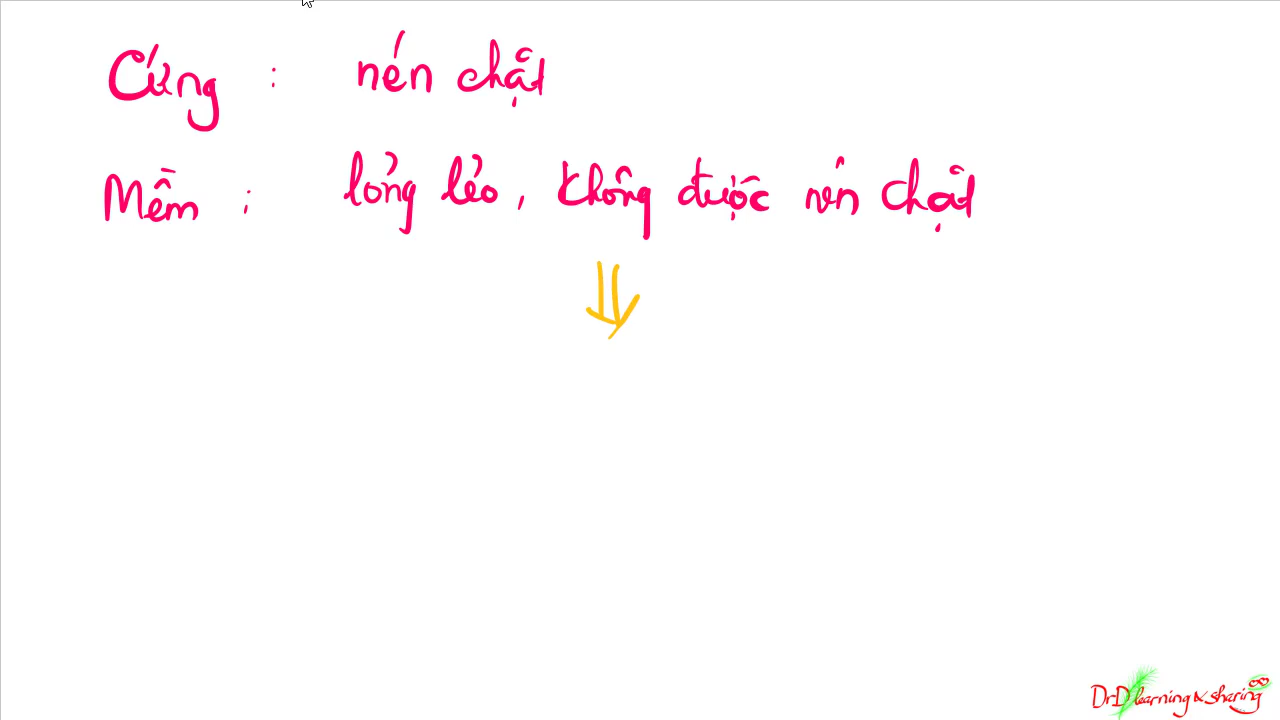 Cứng : nén chặt
Mềm : lỏng lẻo, không được nén chặt
DrD learning & sharing